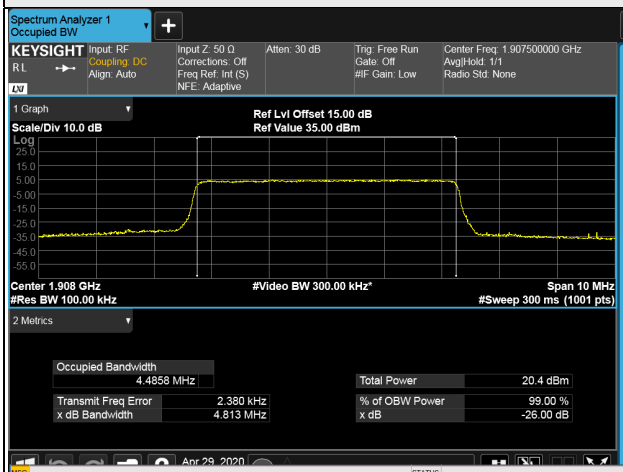 Spectrum Analyzer 1
Occupied BW
KEYSIGHT
RL
LXI
Input: RF
Coupling: DC
Align: Auto
Input Z: 50 Ω
Corrections: Off
Freq Ref: Int (S)
NFE: Adaptive
Atten: 30 dB
Trig: Free Run
Gate: Off
#IF Gain: Low
Center Freq: 1.907500000 GHz
Avg|Hold: 1/1
Radio Std: None
1 Graph
Scale/Div 10.0 dB
Ref Lvl Offset 15.00 dB
Ref Value 35.00 dBm
Log
25.0
15.0
5.00
-5.00
-15.0
-25.0
-35.0
-45.0
-55.0
Center 1.908 GHz
#Res BW 100.00 kHz
#Video BW 300.00 kHz*
Span 10 MHz
#Sweep 300 ms (1001 pts)
2 Metrics
Occupied Bandwidth
4.4858 MHz
Transmit Freq Error 2.380 kHz
x dB Bandwidth 4.813 MHz
Total Power 20.4 dBm
% of OBW Power 99.00 %
x dB -26.00 dB
Apr 29, 2020
MSG
STATUS